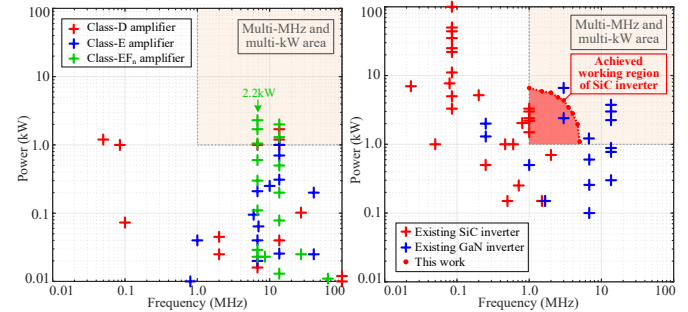 100
10
1.0
0.1
0.01
Power (kW)
0.01
0.1
1.0
10
100
Frequency (MHz)
Class-D amplifier
Class-E amplifier
Class-EFn amplifier
2.2kW
Multi-MHz and
multi-kW area
100
10
1.0
0.1
0.01
Power (kW)
0.01
0.1
1.0
10
100
Frequency (MHz)
Multi-MHz and
multi-kW area
Achieved
working region
of SiC inverter
Existing SiC inverter
Existing GaN inverter
This work